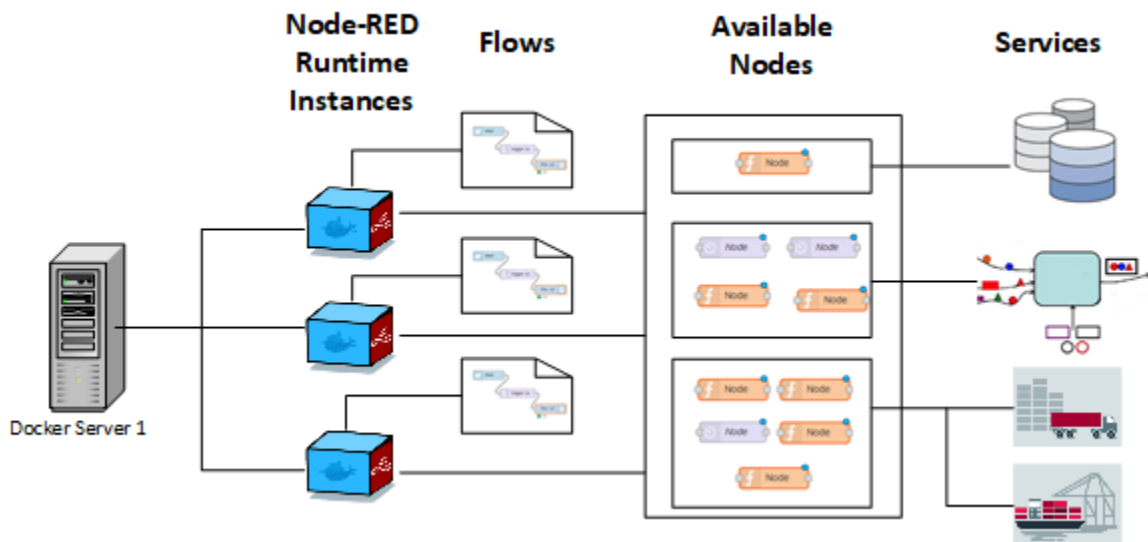 Node-RED
Runtime
Instances
Flows
Available
Nodes
Services
Node
Node
Node
Node
Node
Node
Node
Node
Node
Node
Docker Server 1